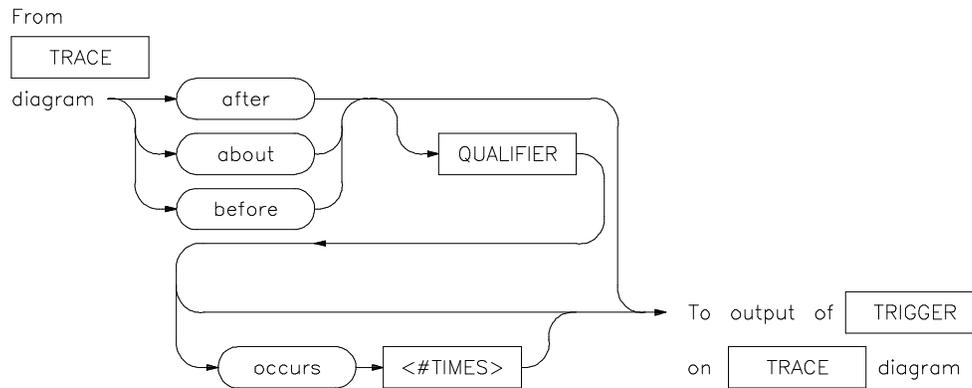 From
TRACE
diagram after
about QUALIFIER
before
To output of TRIGGER
occurs <#TIMES> on TRACE diagram